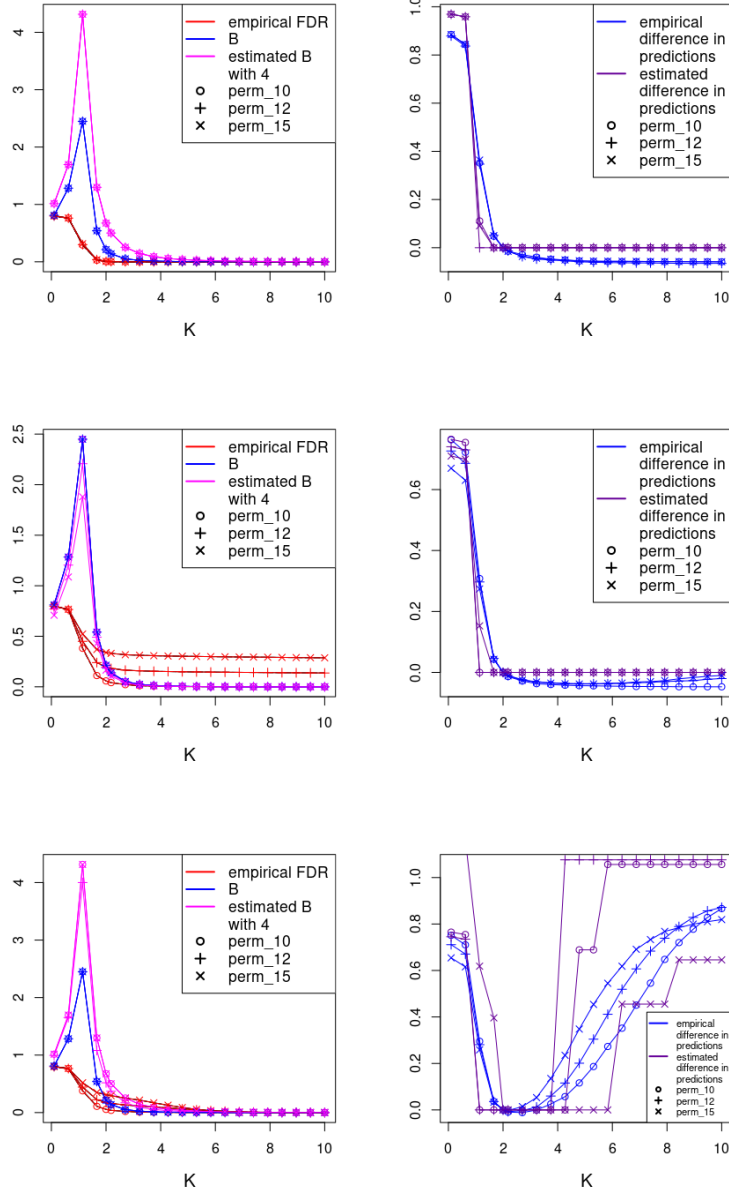 empirical FDR
B
estimated B
with 4
perm_10
perm_12
perm_15
0
1
2
3
4
0
2
4
6
8
10
K
empirical
difference in
predictions
estimated
difference in
predictions
perm_10
perm_12
perm_15
0.0
0.2
0.4
0.6
0.8
1.0
0
2
4
6
8
10
K
empirical FDR
B
estimated B
with 4
perm_10
perm_12
perm_15
0.0
0.5
1.0
1.5
2.0
2.5
0
2
4
6
8
10
K
empirical
difference in
predictions
estimated
difference in
predictions
perm_10
perm_12
perm_15
0.0
0.2
0.4
0.6
0
2
4
6
8
10
K
empirical FDR
B
estimated B
with 4
perm_10
perm_12
perm_15
0
1
2
3
4
0
2
4
6
8
10
K
empirical
difference in
predictions
estimated
difference in
predictions
perm_10
perm_12
perm_15
0.0
0.2
0.4
0.6
0.8
1.0
0
2
4
6
8
10
K